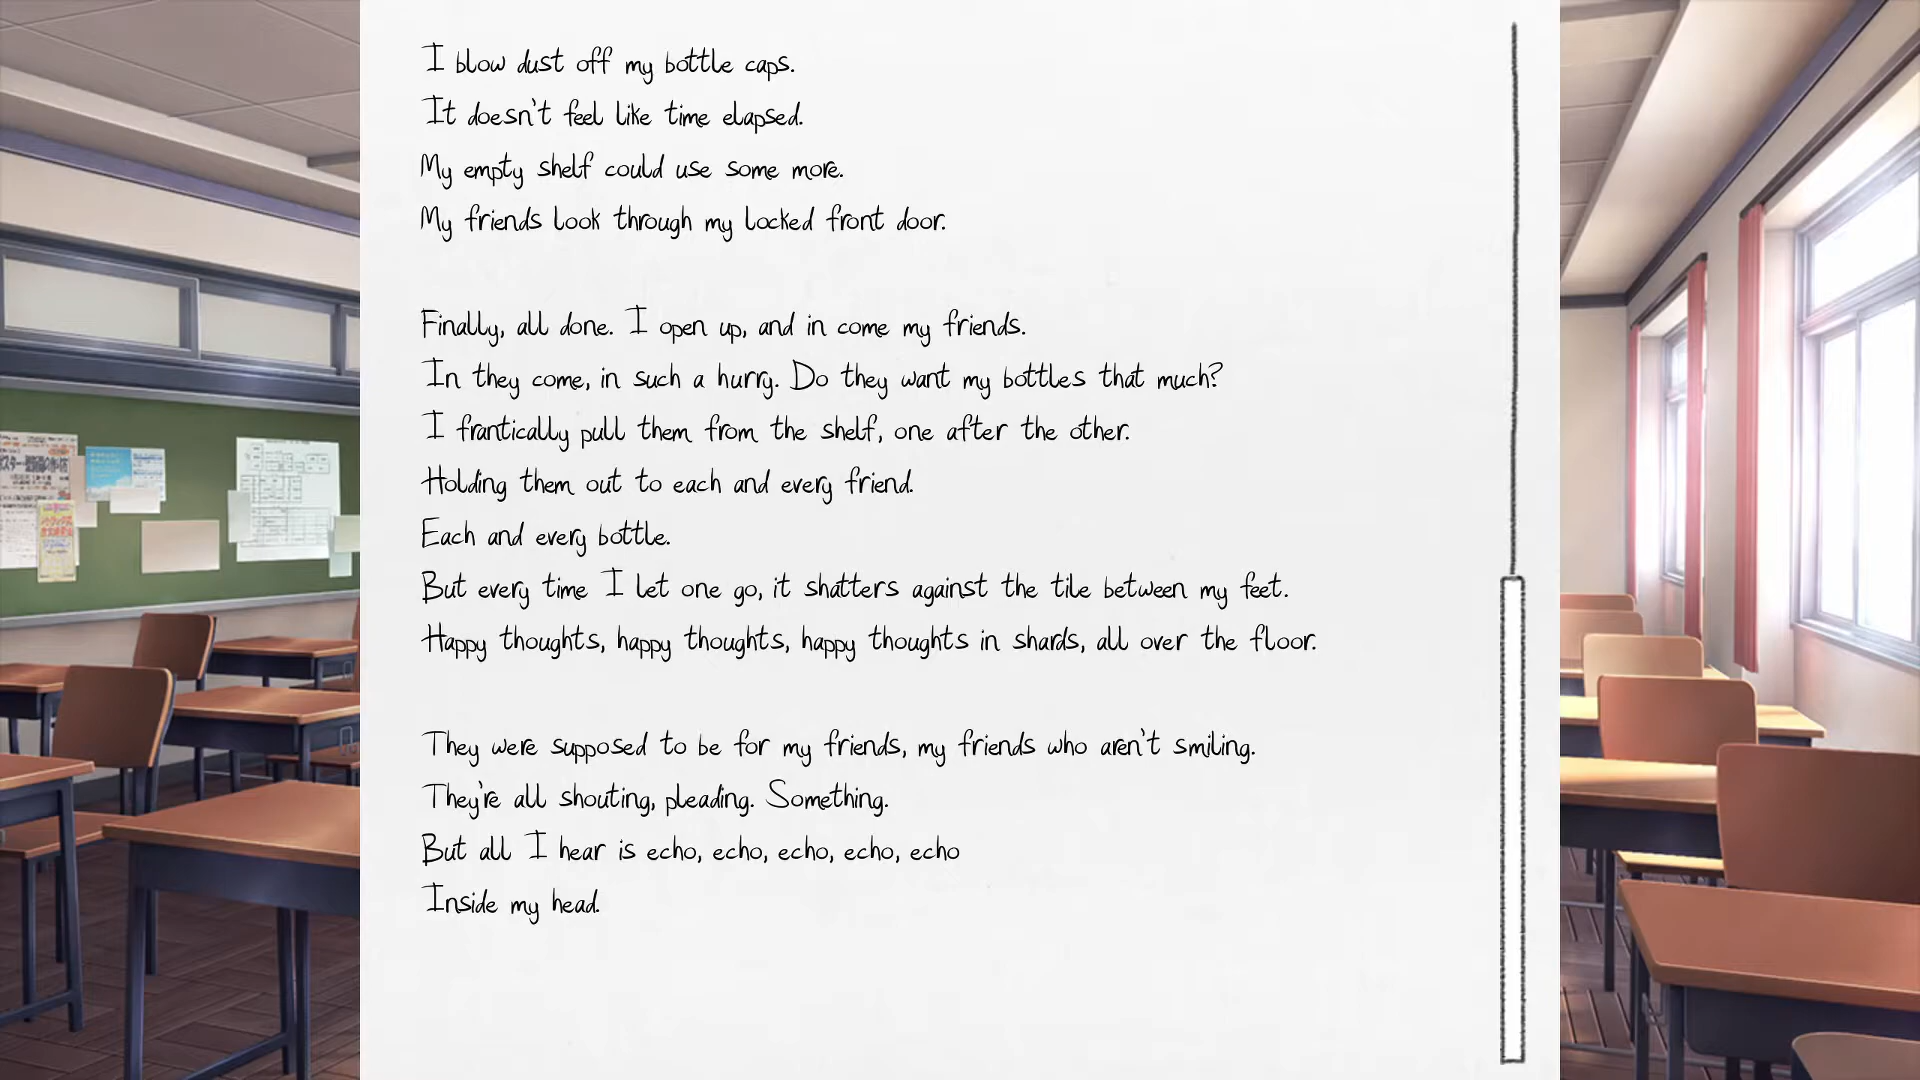 I blow dust off my bottle caps.
It doesn't feel like time elapsed.
My empty shelf could use some more.
My friends look through my locked front door.
Finally, all done. I open up, and in come my friends.
In they come, in such a hurry. Do they want my bottles that much?
I frantically pull them from the shelf, one after the other.
Holding them out to each and every friend.
Each and every bottle.
But every time I let one go, it shatters against the tile between my feet.
Happy thoughts, happy thoughts, happy thoughts in shards, all over the floor.
They were supposed to be for my friends, my friends who aren't smiling.
They're all shouting, pleading. Something.
But all I hear is echo, echo, echo, echo, echo
Inside my head.